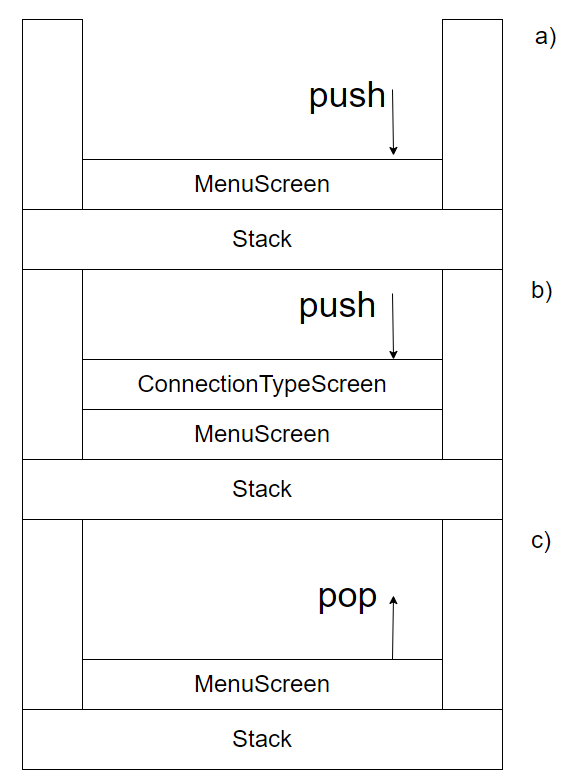 a)
push
MenuScreen
Stack
b)
push
ConnectionTypeScreen
MenuScreen
Stack
c)
pop
MenuScreen
Stack